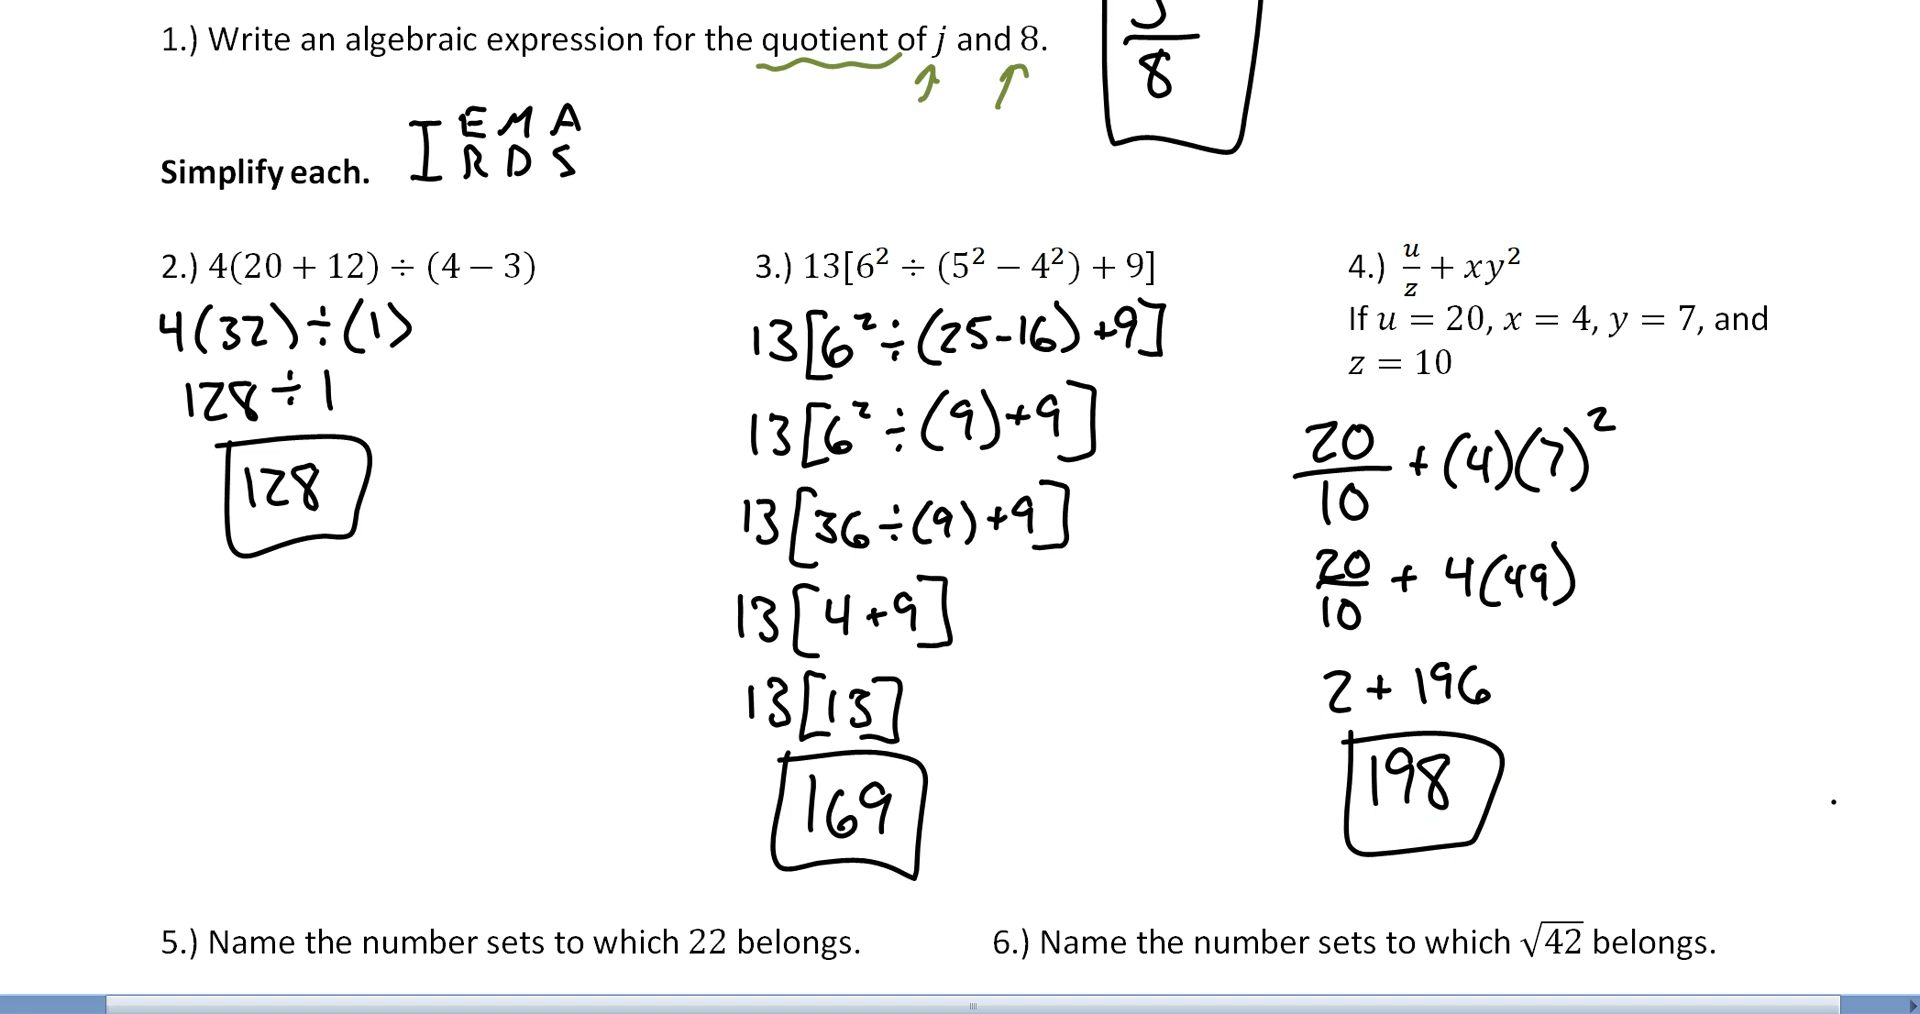 1.) Write an algebraic expression for the quotient of j and 8.
j/8
I E M A
R D S
Simplify each.
2.) 4(20 + 12) ÷ (4 − 3)
4(32) ÷ (1)
128 ÷ 1
128
3.) 13[6² ÷ (5² − 4²) + 9]
13[6² ÷ (25-16) +9]
13[6² ÷ (9)+9]
13[36 ÷ (9) +9]
13[4+9]
13[13]
169
4.) u/z + xy²
If u = 20, x = 4, y = 7, and
z = 10
20/10 + (4)(7)²
20/10 + 4(49)
2 + 196
198
5.) Name the number sets to which 22 belongs.
6.) Name the number sets to which √42 belongs.